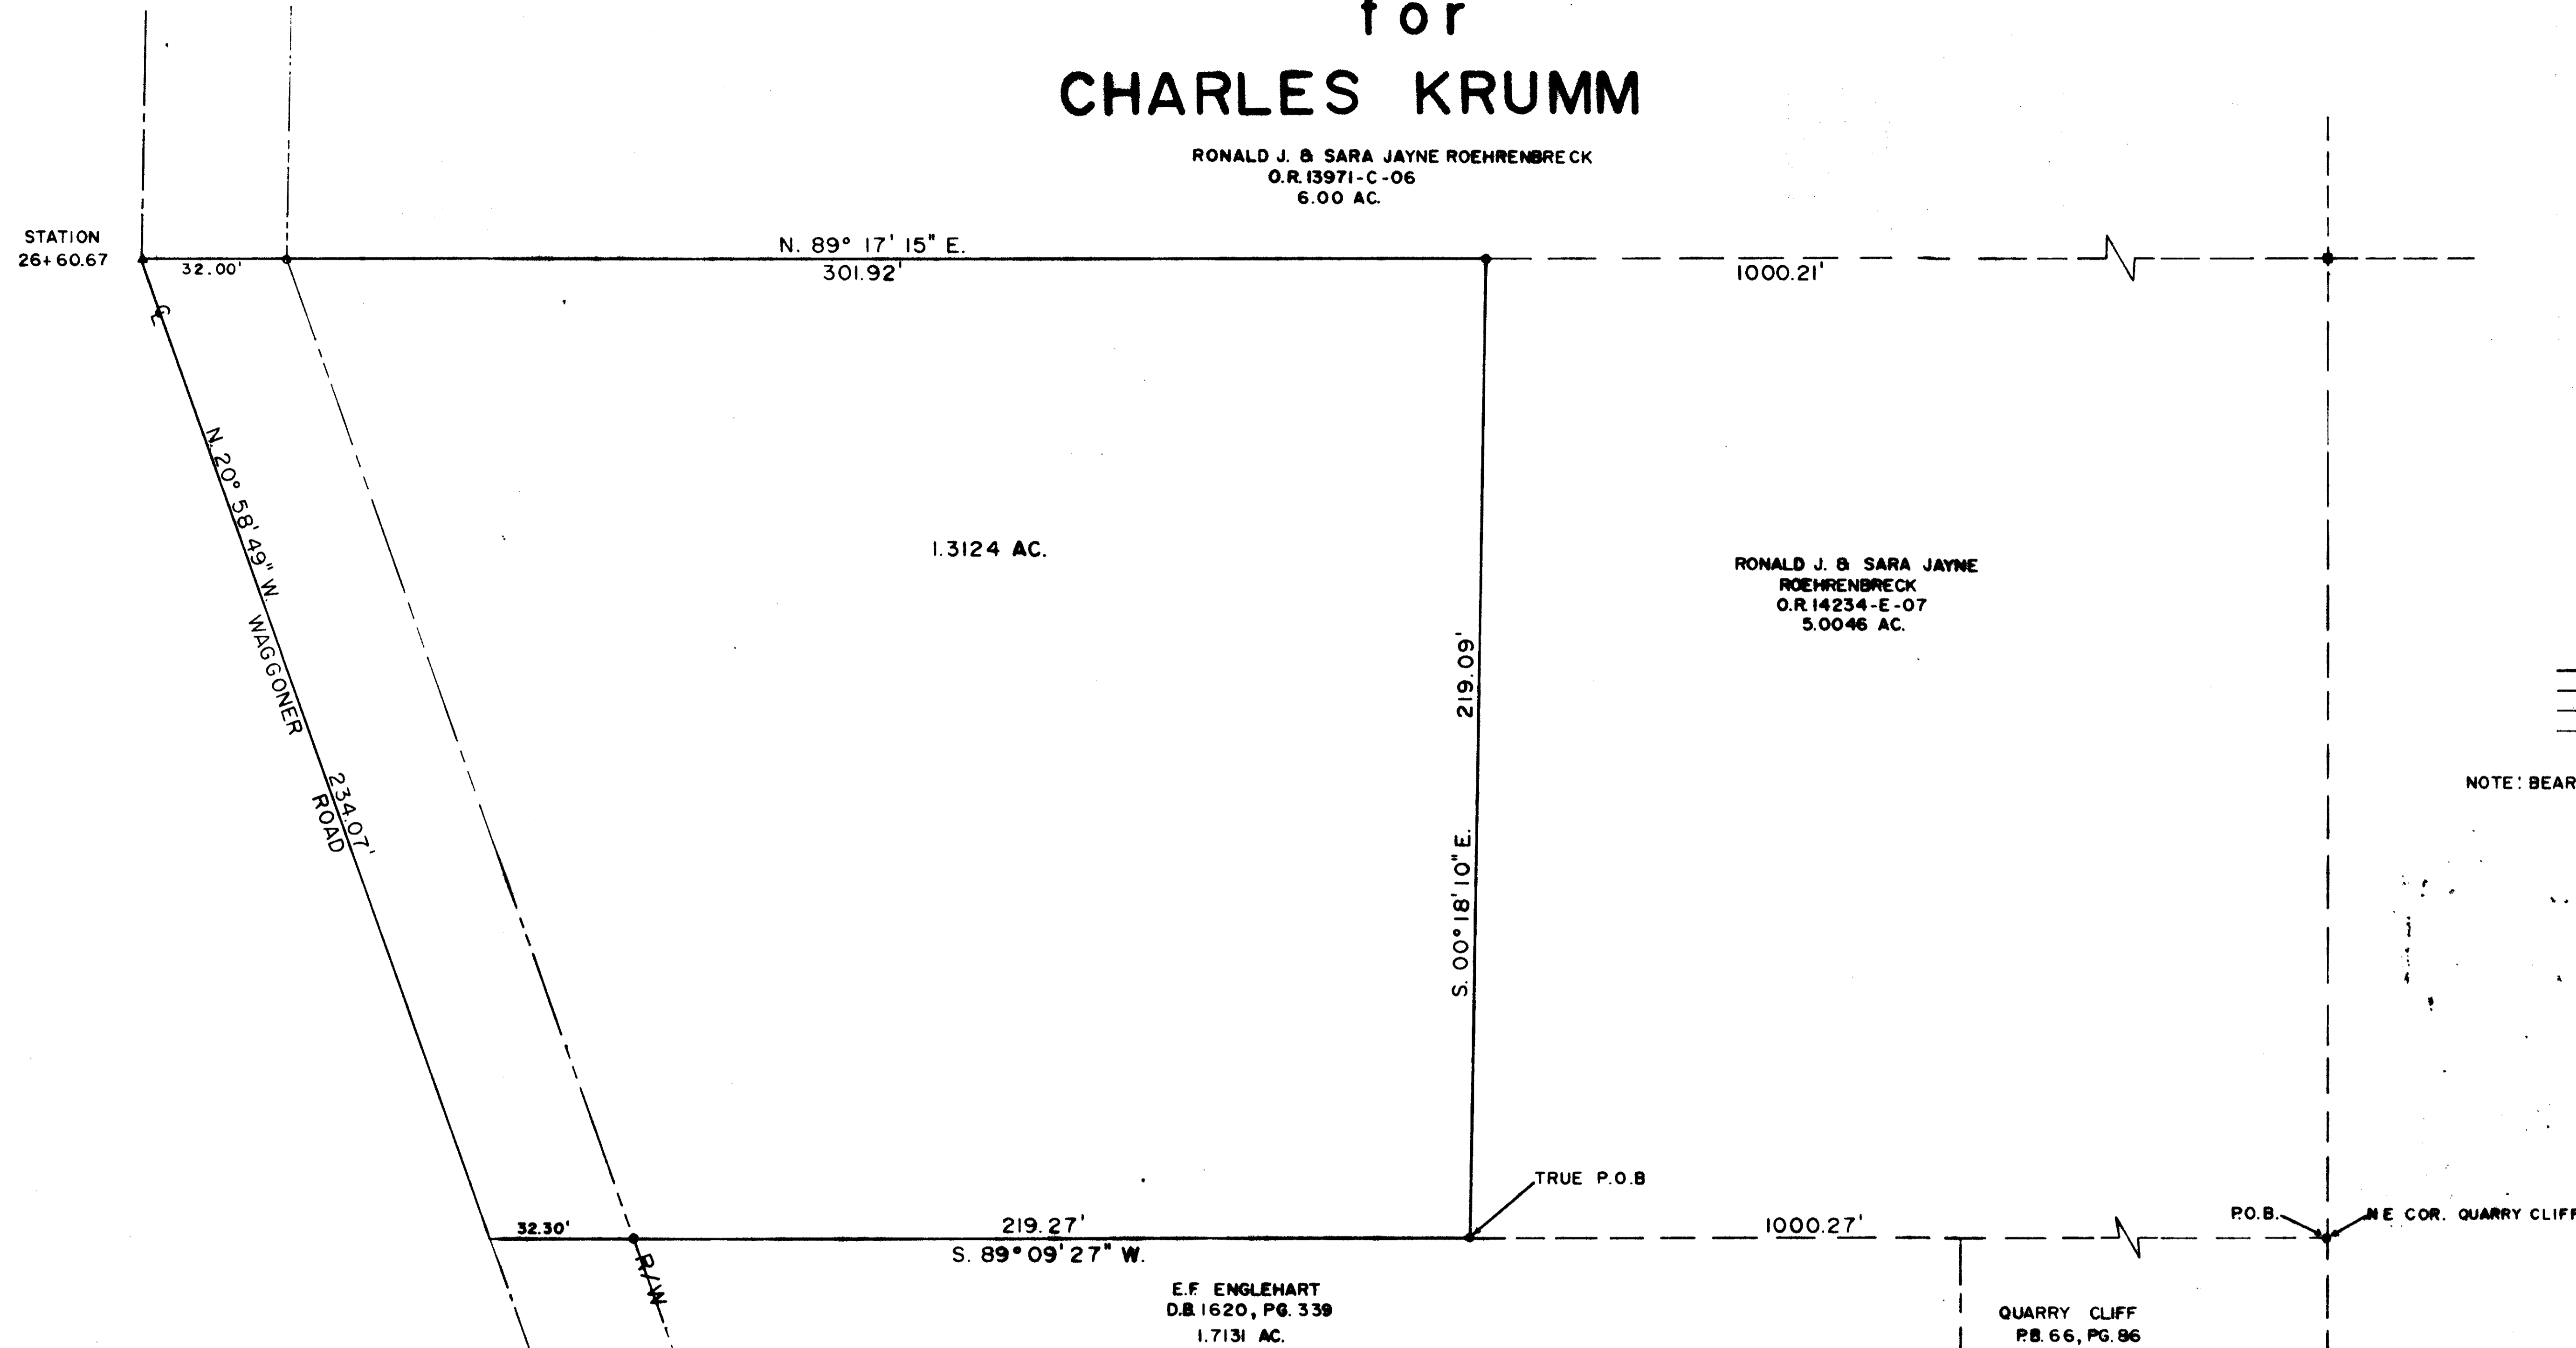 for
CHARLES KRUMM
RONALD J. & SARA JAYNE ROEHRENBRECK
O.R. 13971-C-06
6.00 AC.
STATION
26+60.67
32.00'
N. 89° 17' 15" E.
301.92'
1000.21'
N. 20° 58' 49" W.
WAGGONER
ROAD
234.07'
1.3124 AC.
219.09'
S. 00° 18' 10" E.
RONALD J. & SARA JAYNE
ROEHRENBRECK
O.R. 14234-E-07
5.0046 AC.
NOTE: BEAR
TRUE P.O.B
32.30'
219.27'
S. 89° 09' 27" W.
1000.27'
P.O.B.
N E COR. QUARRY CLIFF
R/W
E.F. ENGLEHART
D.B. 1620, PG. 339
1.7131 AC.
QUARRY CLIFF
P.B. 66, PG. 86